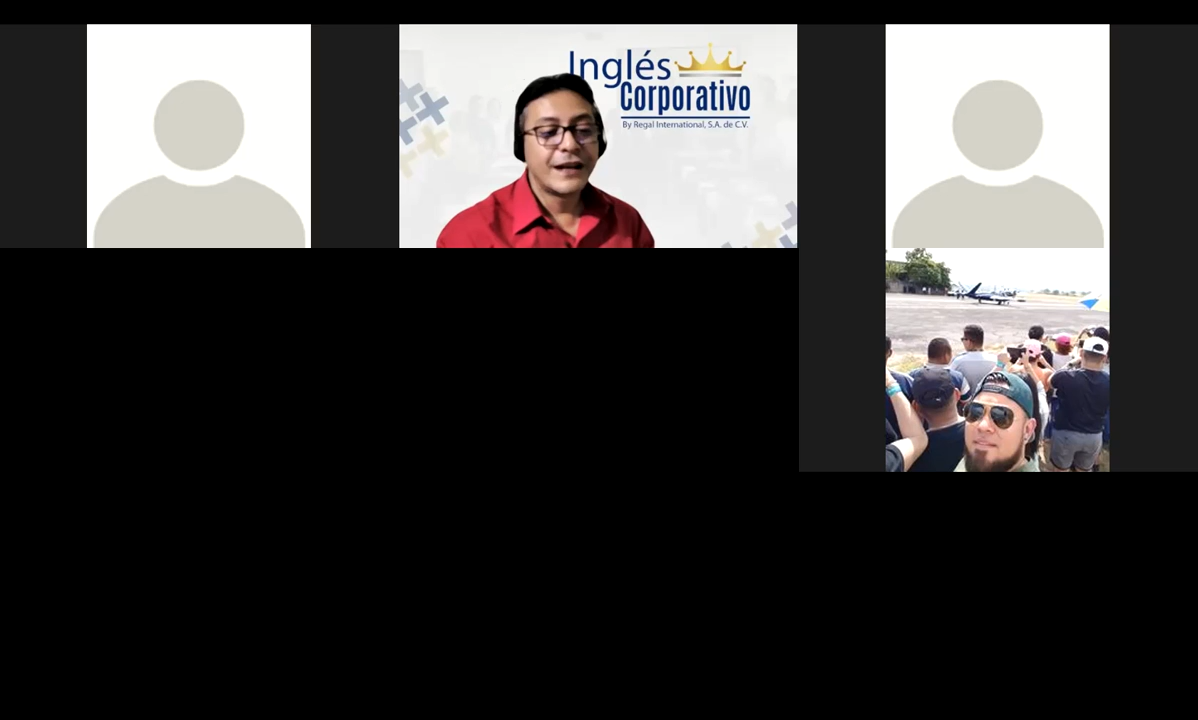 Inglés
Corporativo
By Regal International, S.A. de C.V.